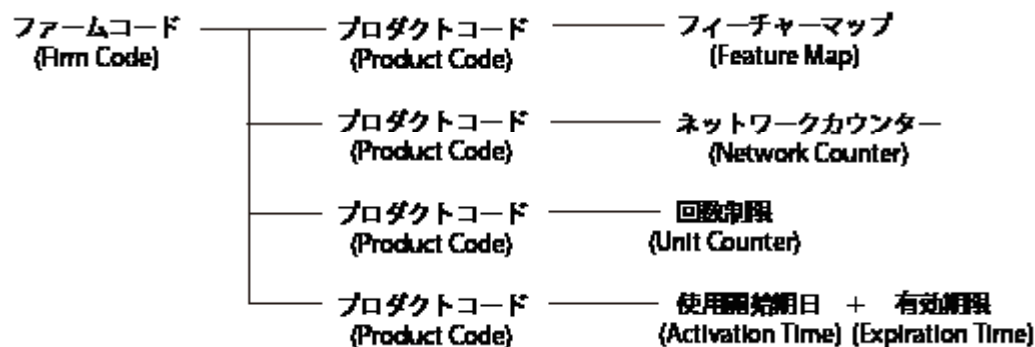 ファームコード プロダクトコード フィーチャーマップ
(Firm Code) (Product Code) (Feature Map)
プロダクトコード ネットワークカウンター
(Product Code) (Network Counter)
プロダクトコード 回数制限
(Product Code) (Unit Counter)
プロダクトコード 使用開始期日 + 有効期限
(Product Code) (Activation Time) (Expiration Time)